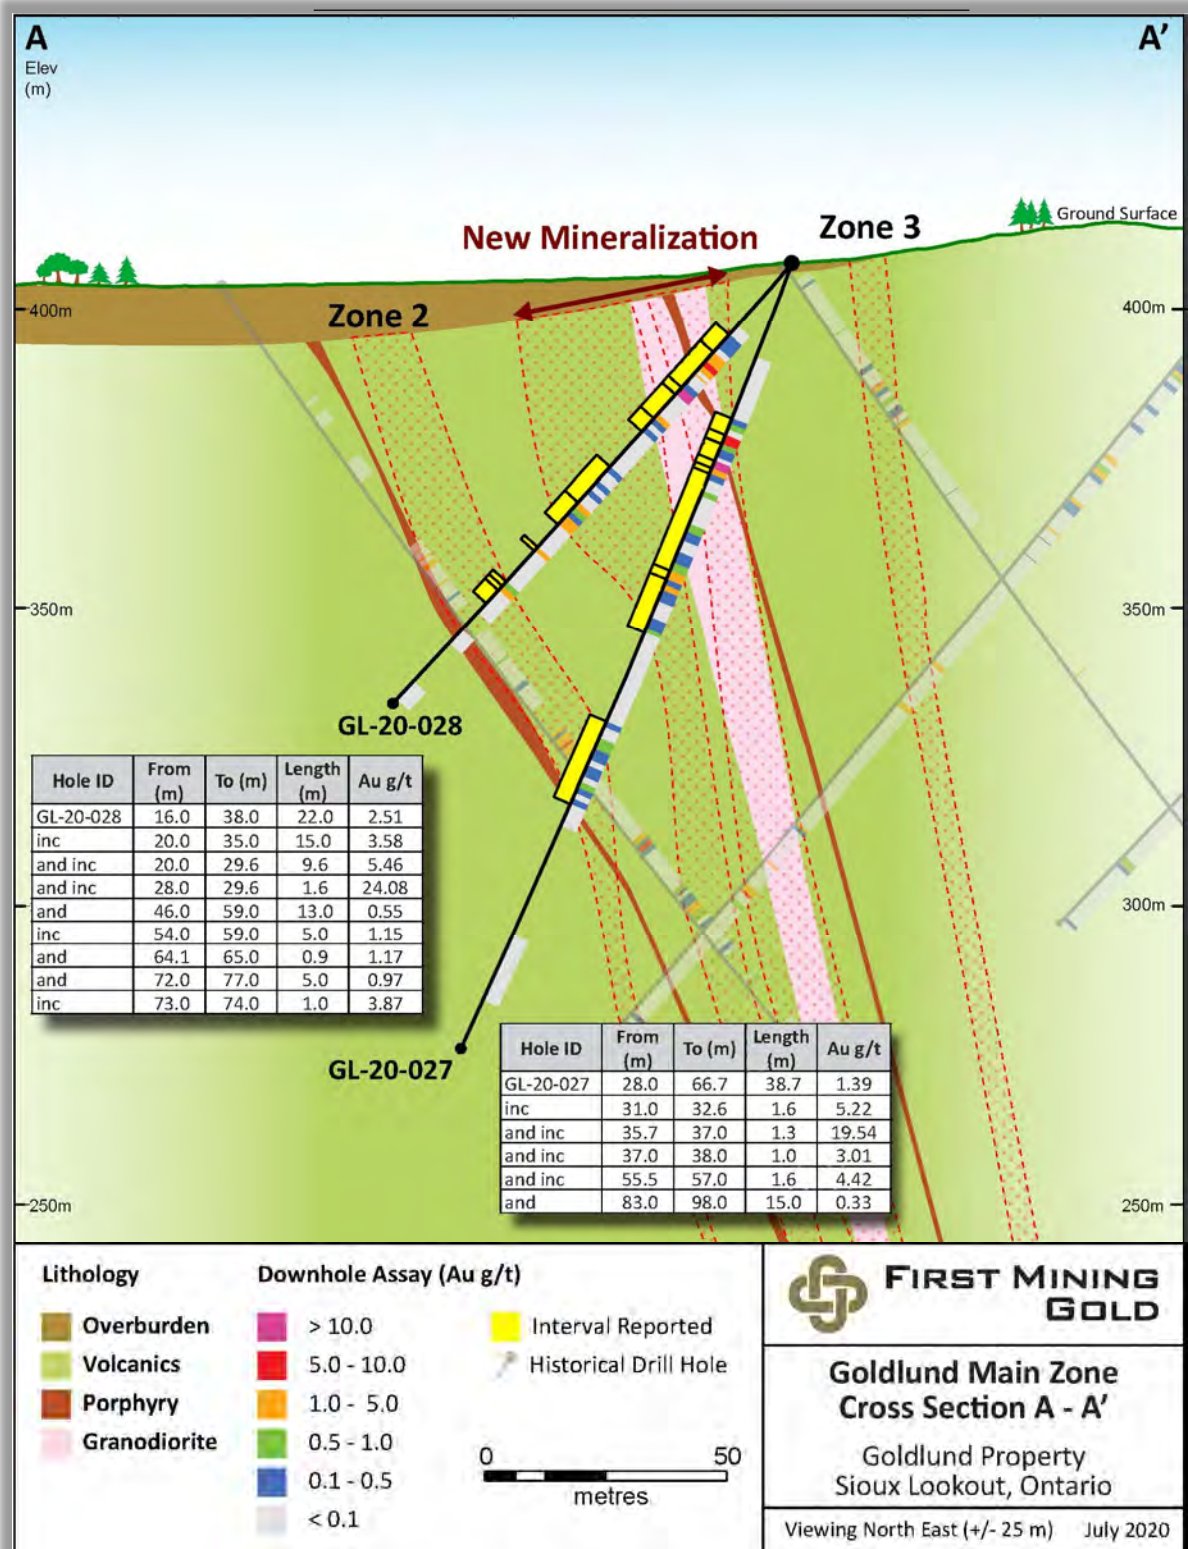 A
A'
Elev
(m)
Ground Surface
New Mineralization
Zone 3
Zone 2
400m
400m
350m
350m
GL-20-028
Hole ID From (m) To (m) Length (m) Au g/t
GL-20-028 16.0 38.0 22.0 2.51
inc 20.0 35.0 15.0 3.58
and inc 20.0 29.6 9.6 5.46
and inc 28.0 29.6 1.6 24.08
and 46.0 59.0 13.0 0.55
inc 54.0 59.0 5.0 1.15
and 64.1 65.0 0.9 1.17
and 72.0 77.0 5.0 0.97
inc 73.0 74.0 1.0 3.87
300m
GL-20-027
Hole ID From (m) To (m) Length (m) Au g/t
GL-20-027 28.0 66.7 38.7 1.39
inc 31.0 32.6 1.6 5.22
and inc 35.7 37.0 1.3 19.54
and inc 37.0 38.0 1.0 3.01
and inc 55.5 57.0 1.6 4.42
and 83.0 98.0 15.0 0.33
250m
250m
Lithology
Overburden
Volcanics
Porphyry
Granodiorite
Downhole Assay (Au g/t)
> 10.0
5.0 - 10.0
1.0 - 5.0
0.5 - 1.0
0.1 - 0.5
< 0.1
Interval Reported
Historical Drill Hole
0 50
metres
FIRST MINING
GOLD
Goldlund Main Zone
Cross Section A - A'
Goldlund Property
Sioux Lookout, Ontario
Viewing North East (+/- 25 m) July 2020